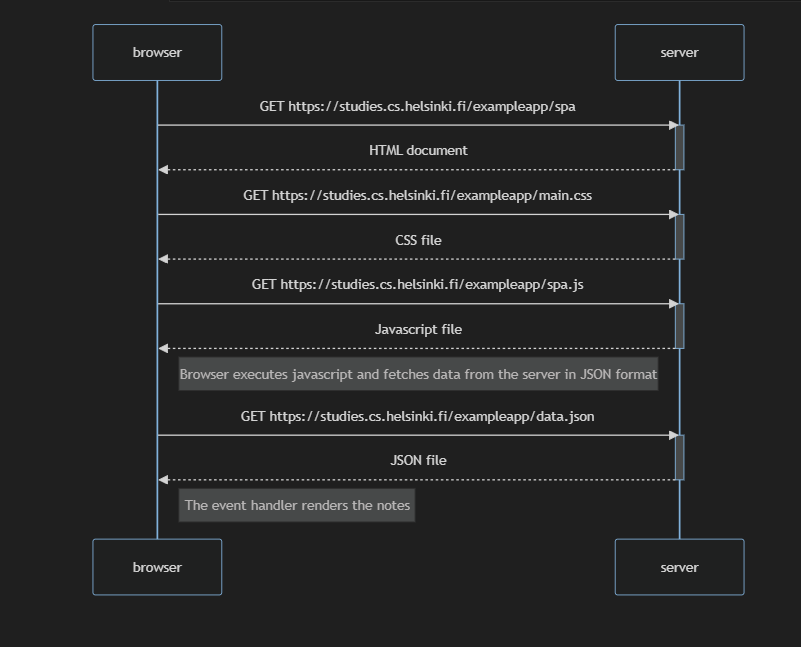 browser
server
GET https://studies.cs.helsinki.fi/exampleapp/spa
HTML document
GET https://studies.cs.helsinki.fi/exampleapp/main.css
CSS file
GET https://studies.cs.helsinki.fi/exampleapp/spa.js
Javascript file
Browser executes javascript and fetches data from the server in JSON format
GET https://studies.cs.helsinki.fi/exampleapp/data.json
JSON file
The event handler renders the notes
browser
server